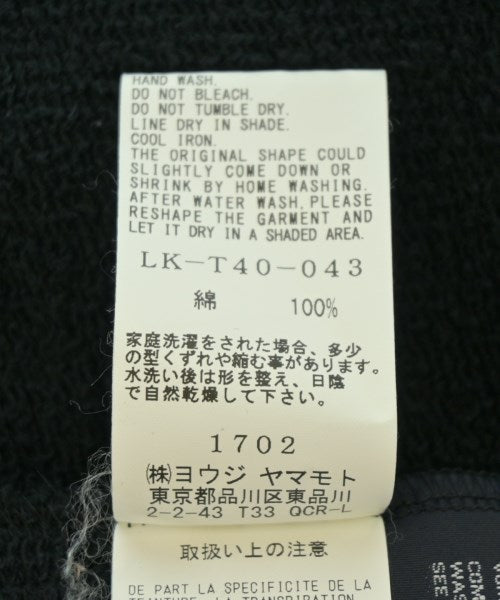 HAND WASH.
DO NOT BLEACH.
DO NOT TUMBLE DRY.
LINE DRY IN SHADE.
COOL IRON.
THE ORIGINAL SHAPE COULD
SLIGHTLY COME DOWN OR
SHRINK BY HOME WASHING.
AFTER WATER WASH, PLEASE
RESHAPE THE GARMENT AND
LET IT DRY IN A SHADED AREA.
LK-T40-043
綿 100%
家庭洗濯をされた場合、多少
の型くずれや縮む事があります。
水洗い後は形を整え、日陰
で自然乾燥して下さい。
1702
㈱ヨウジ ヤマモト
東京都品川区東品川
2-2-43 T33 QCR-L
取扱い上の注意
DE PART LA SPECIFICITE DE LA
COM
WAS
SEE